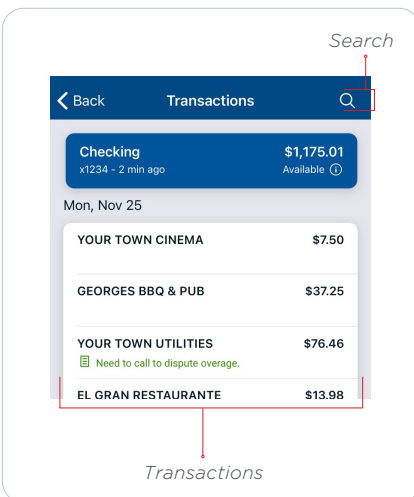 Search
Back Transactions
Checking $1,175.01
x1234 - 2 min ago Available
Mon, Nov 25
YOUR TOWN CINEMA $7.50
GEORGES BBQ & PUB $37.25
YOUR TOWN UTILITIES $76.46
Need to call to dispute overage.
EL GRAN RESTAURANTE $13.98
Transactions